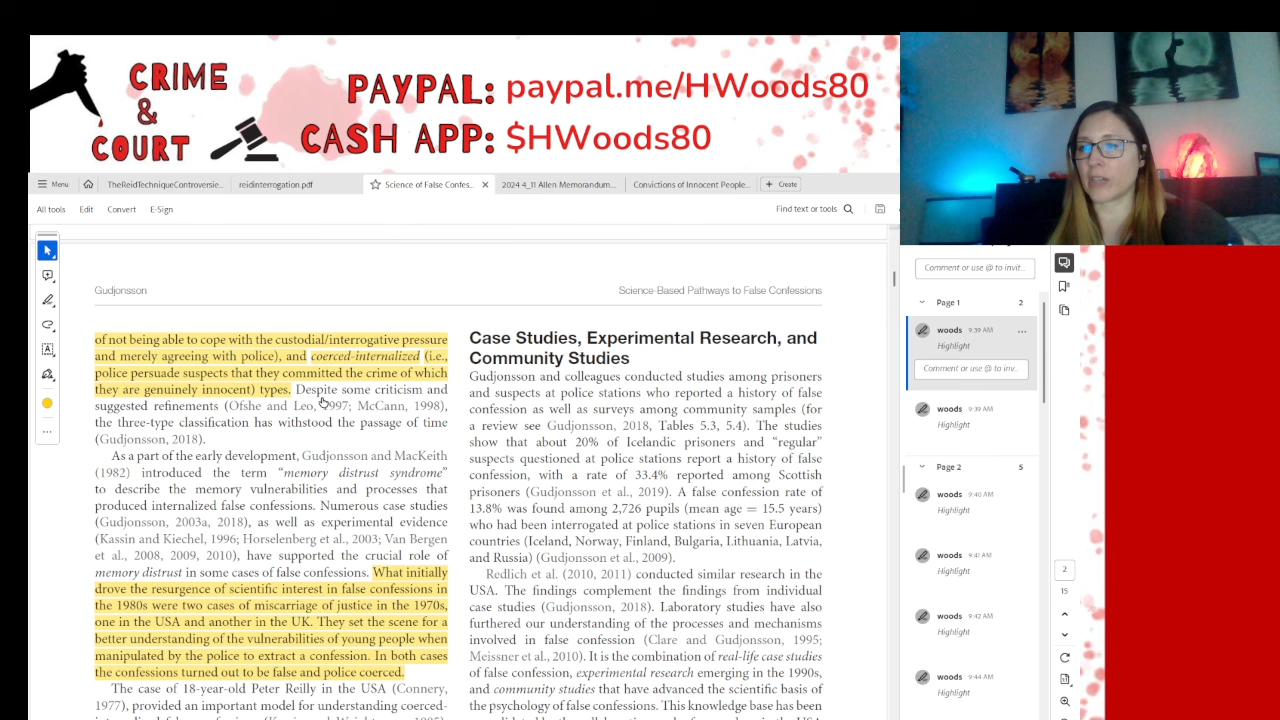 CRIME
&
COURT
PAYPAL: paypal.me/HWoods80
CASH APP: $HWoods80
Menu
TheReidTechniqueControversie...
reidinterrogation.pdf
Science of False Confes...
2024 4_11 Allen Memorandum...
Convictions of Innocent People...
Create
All tools
Edit
Convert
E-Sign
Find text or tools
Gudjonsson
Science-Based Pathways to False Confessions
of not being able to cope with the custodial/interrogative pressure
and merely agreeing with police), and coerced-internalized (i.e.,
police persuade suspects that they committed the crime of which
they are genuinely innocent) types. Despite some criticism and
suggested refinements (Ofshe and Leo, 1997; McCann, 1998),
the three-type classification has withstood the passage of time
(Gudjonsson, 2018).
As a part of the early development, Gudjonsson and MacKeith
(1982) introduced the term “memory distrust syndrome”
to describe the memory vulnerabilities and processes that
produced internalized false confessions. Numerous case studies
(Gudjonsson, 2003a, 2018), as well as experimental evidence
(Kassin and Kiechel, 1996; Horselenberg et al., 2003; Van Bergen
et al., 2008, 2009, 2010), have supported the crucial role of
memory distrust in some cases of false confessions. What initially
drove the resurgence of scientific interest in false confessions in
the 1980s were two cases of miscarriage of justice in the 1970s,
one in the USA and another in the UK. They set the scene for a
better understanding of the vulnerabilities of young people when
manipulated by the police to extract a confession. In both cases
the confessions turned out to be false and police coerced.
The case of 18-year-old Peter Reilly in the USA (Connery,
1977), provided an important model for understanding coerced-
Case Studies, Experimental Research, and
Community Studies
Gudjonsson and colleagues conducted studies among prisoners
and suspects at police stations who reported a history of false
confession as well as surveys among community samples (for
a review see Gudjonsson, 2018, Tables 5.3, 5.4). The studies
show that about 20% of Icelandic prisoners and “regular”
suspects questioned at police stations report a history of false
confession, with a rate of 33.4% reported among Scottish
prisoners (Gudjonsson et al., 2019). A false confession rate of
13.8% was found among 2,726 pupils (mean age = 15.5 years)
who had been interrogated at police stations in seven European
countries (Iceland, Norway, Finland, Bulgaria, Lithuania, Latvia,
and Russia) (Gudjonsson et al., 2009).
Redlich et al. (2010, 2011) conducted similar research in the
USA. The findings complement the findings from individual
case studies (Gudjonsson, 2018). Laboratory studies have also
furthered our understanding of the processes and mechanisms
involved in false confession (Clare and Gudjonsson, 1995;
Meissner et al., 2010). It is the combination of real-life case studies
of false confession, experimental research emerging in the 1990s,
and community studies that have advanced the scientific basis of
the psychology of false confessions. This knowledge base has been
Comment or use @ to invit...
Page 1
2
woods 9:39 AM
...
Highlight
Comment or use @ to invit...
woods 9:39 AM
Highlight
Page 2
5
woods 9:40 AM
Highlight
woods 9:41 AM
Highlight
woods 9:42 AM
Highlight
woods 9:44 AM
Highlight
2
15